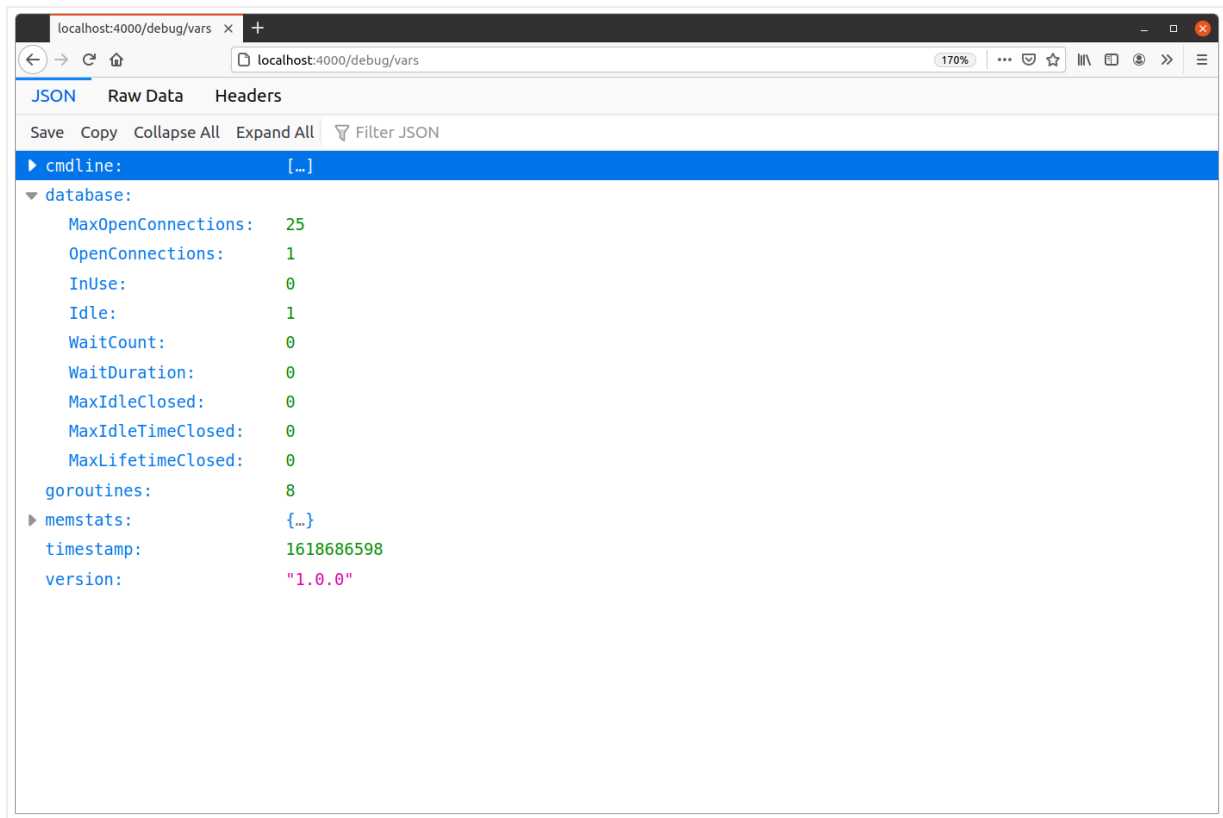 localhost:4000/debug/vars
localhost:4000/debug/vars 170%
JSON Raw Data Headers
Save Copy Collapse All Expand All Filter JSON
cmdline: […]
database:
MaxOpenConnections: 25
OpenConnections: 1
InUse: 0
Idle: 1
WaitCount: 0
WaitDuration: 0
MaxIdleClosed: 0
MaxIdleTimeClosed: 0
MaxLifetimeClosed: 0
goroutines: 8
memstats: {…}
timestamp: 1618686598
version: "1.0.0"